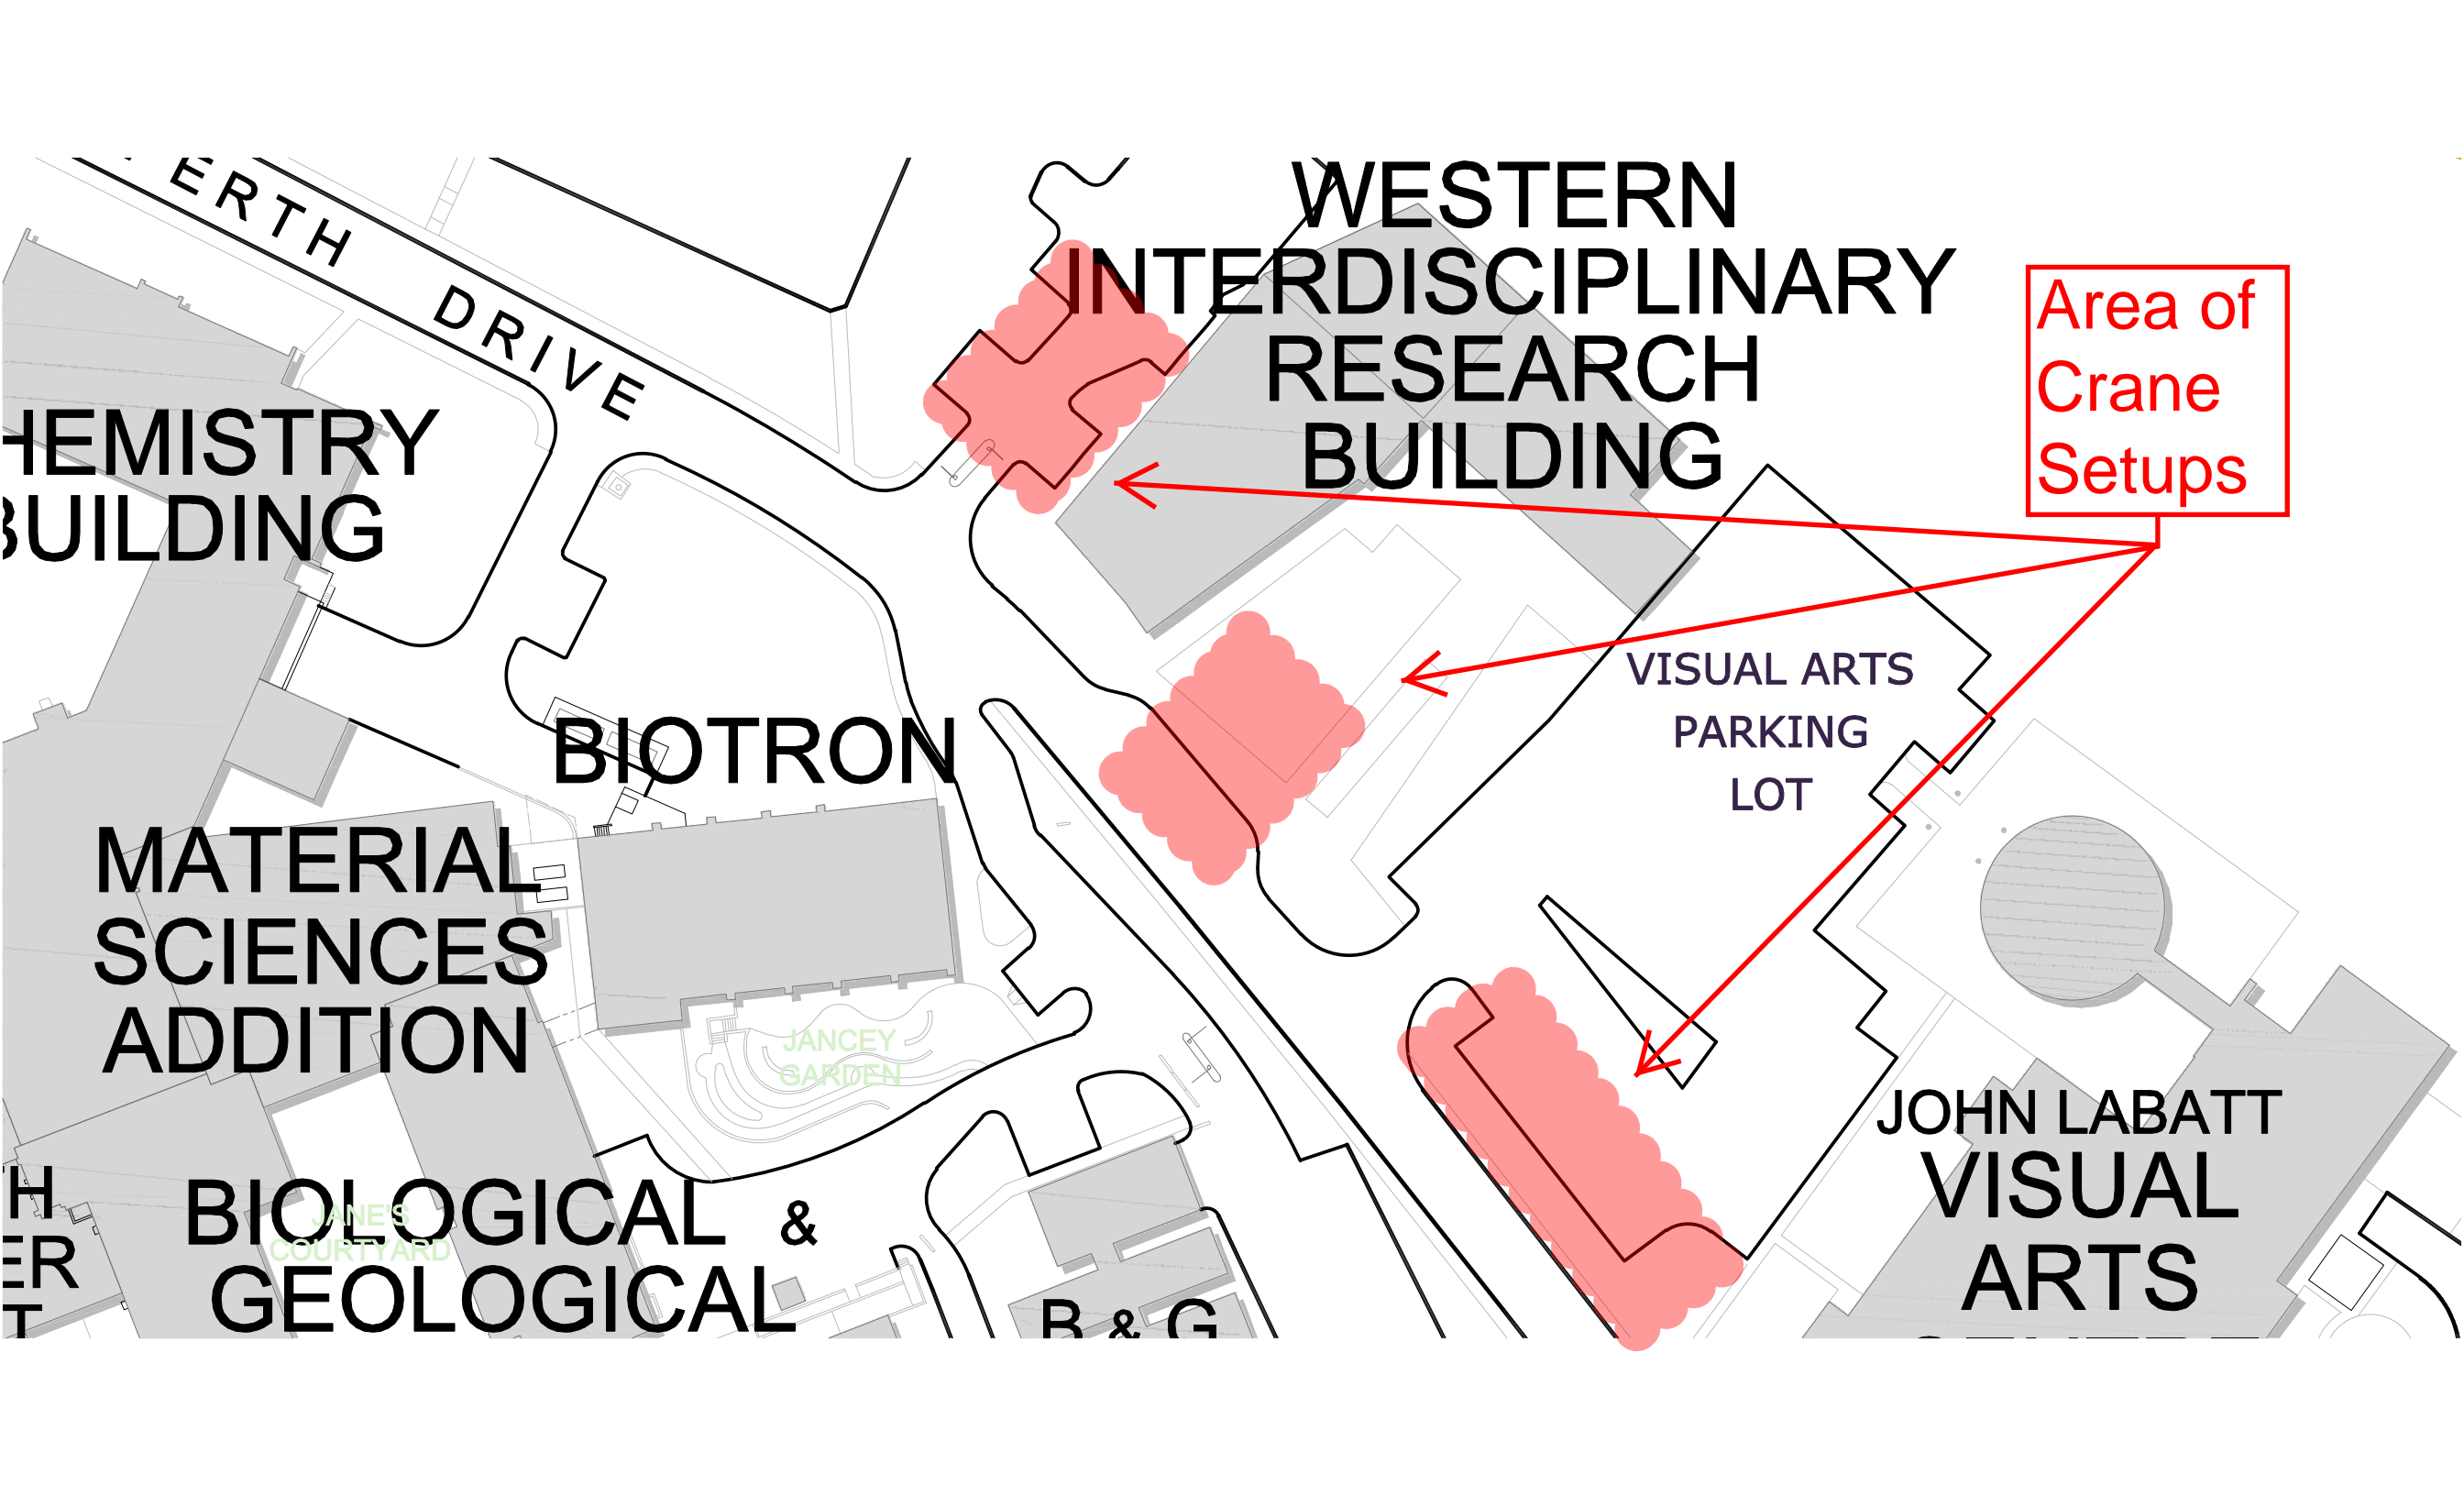 ERTH DRIVE
WESTERN
INTERDISCIPLINARY
RESEARCH
BUILDING
Area of
Crane
Setups
HEMISTRY
BUILDING
VISUAL ARTS
PARKING
LOT
BIOTRON
MATERIAL
SCIENCES
ADDITION
JANCEY
GARDEN
JOHN LABATT
VISUAL
ARTS
BIOLOGICAL &
GEOLOGICAL
JANE'S
COURTYARD
H
ER
T
B & G